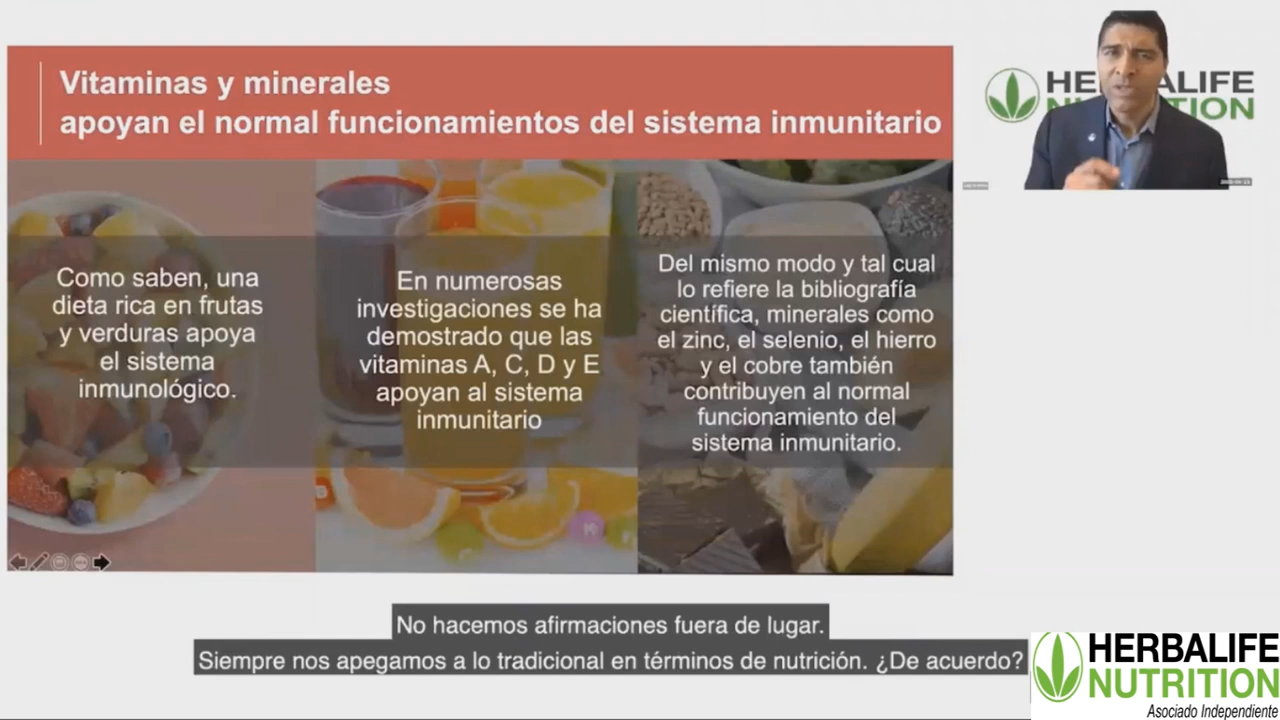 Vitaminas y minerales
apoyan el normal funcionamientos del sistema inmunitario
Como saben, una
dieta rica en frutas
y verduras apoya
el sistema
inmunológico.
En numerosas
investigaciones se ha
demostrado que las
vitaminas A, C, D y E
apoyan al sistema
inmunitario
Del mismo modo y tal cual
lo refiere la bibliografía
científica, minerales como
el zinc, el selenio, el hierro
y el cobre también
contribuyen al normal
funcionamiento del
sistema inmunitario.
NUTRITION
No hacemos afirmaciones fuera de lugar.
Siempre nos apegamos a lo tradicional en términos de nutrición. ¿De acuerdo?
HERBALIFE
NUTRITION
Asociado Independiente